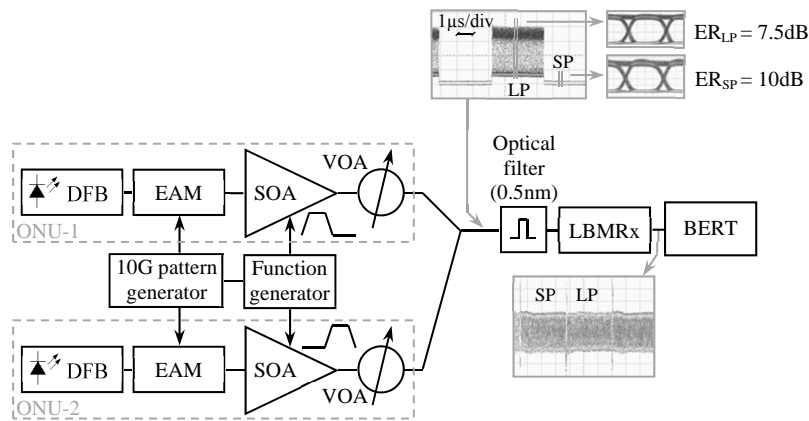 1μs/div
SP
LP
ER_LP = 7.5dB
ER_SP = 10dB
Optical
filter
(0.5nm)
VOA
DFB
EAM
SOA
ONU-1
LBMRx
BERT
10G pattern
generator
Function
generator
SP LP
DFB
EAM
SOA
VOA
ONU-2